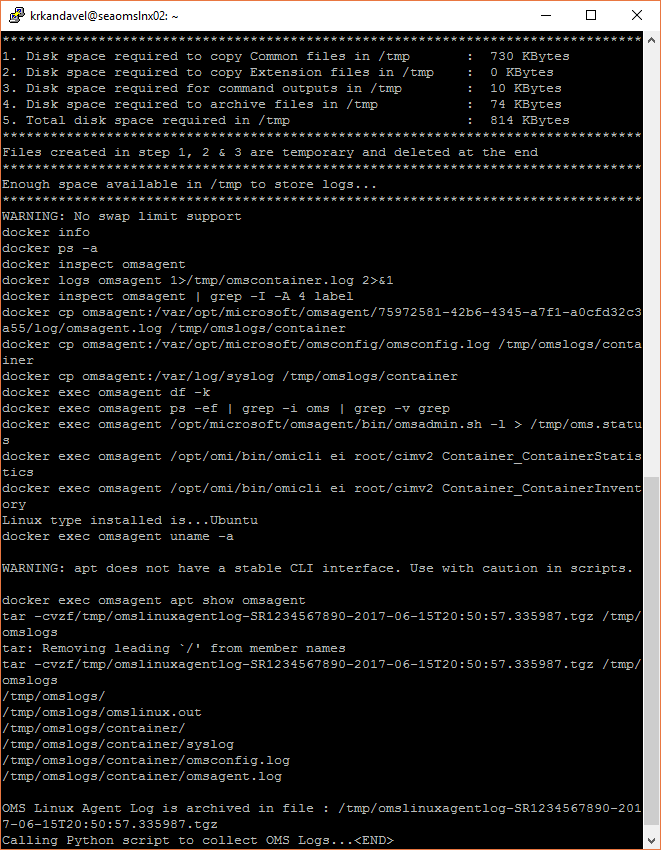 krkandavel@seaomslnx02: ~
********************************************************************************
1. Disk space required to copy Common files in /tmp       :  730 KBytes
2. Disk space required to copy Extension files in /tmp    :  0 KBytes
3. Disk space required for command outputs in /tmp        :  10 KBytes
4. Disk space required to archive files in /tmp           :  74 KBytes
5. Total disk space required in /tmp                      :  814 KBytes
********************************************************************************
Files created in step 1, 2 & 3 are temporary and deleted at the end
********************************************************************************
Enough space available in /tmp to store logs...
********************************************************************************
WARNING: No swap limit support
docker info
docker ps -a
docker inspect omsagent
docker logs omsagent 1>/tmp/omscontainer.log 2>&1
docker inspect omsagent | grep -I -A 4 label
docker cp omsagent:/var/opt/microsoft/omsagent/75972581-42b6-4345-a7f1-a0cfd32c3
a55/log/omsagent.log /tmp/omslogs/container
docker cp omsagent:/var/opt/microsoft/omsconfig/omsconfig.log /tmp/omslogs/conta
iner
docker cp omsagent:/var/log/syslog /tmp/omslogs/container
docker exec omsagent df -k
docker exec omsagent ps -ef | grep -i oms | grep -v grep
docker exec omsagent /opt/microsoft/omsagent/bin/omsadmin.sh -l > /tmp/oms.statu
s
docker exec omsagent /opt/omi/bin/omicli ei root/cimv2 Container_ContainerStatis
tics
docker exec omsagent /opt/omi/bin/omicli ei root/cimv2 Container_ContainerInvent
ory
Linux type installed is...Ubuntu
docker exec omsagent uname -a
WARNING: apt does not have a stable CLI interface. Use with caution in scripts.
docker exec omsagent apt show omsagent
tar -cvzf/tmp/omslinuxagentlog-SR1234567890-2017-06-15T20:50:57.335987.tgz /tmp/
omslogs
tar: Removing leading `/' from member names
tar -cvzf/tmp/omslinuxagentlog-SR1234567890-2017-06-15T20:50:57.335987.tgz /tmp/
omslogs
/tmp/omslogs/
/tmp/omslogs/omslinux.out
/tmp/omslogs/container/
/tmp/omslogs/container/syslog
/tmp/omslogs/container/omsconfig.log
/tmp/omslogs/container/omsagent.log
OMS Linux Agent Log is archived in file : /tmp/omslinuxagentlog-SR1234567890-201
7-06-15T20:50:57.335987.tgz
Calling Python script to collect OMS Logs...<END>